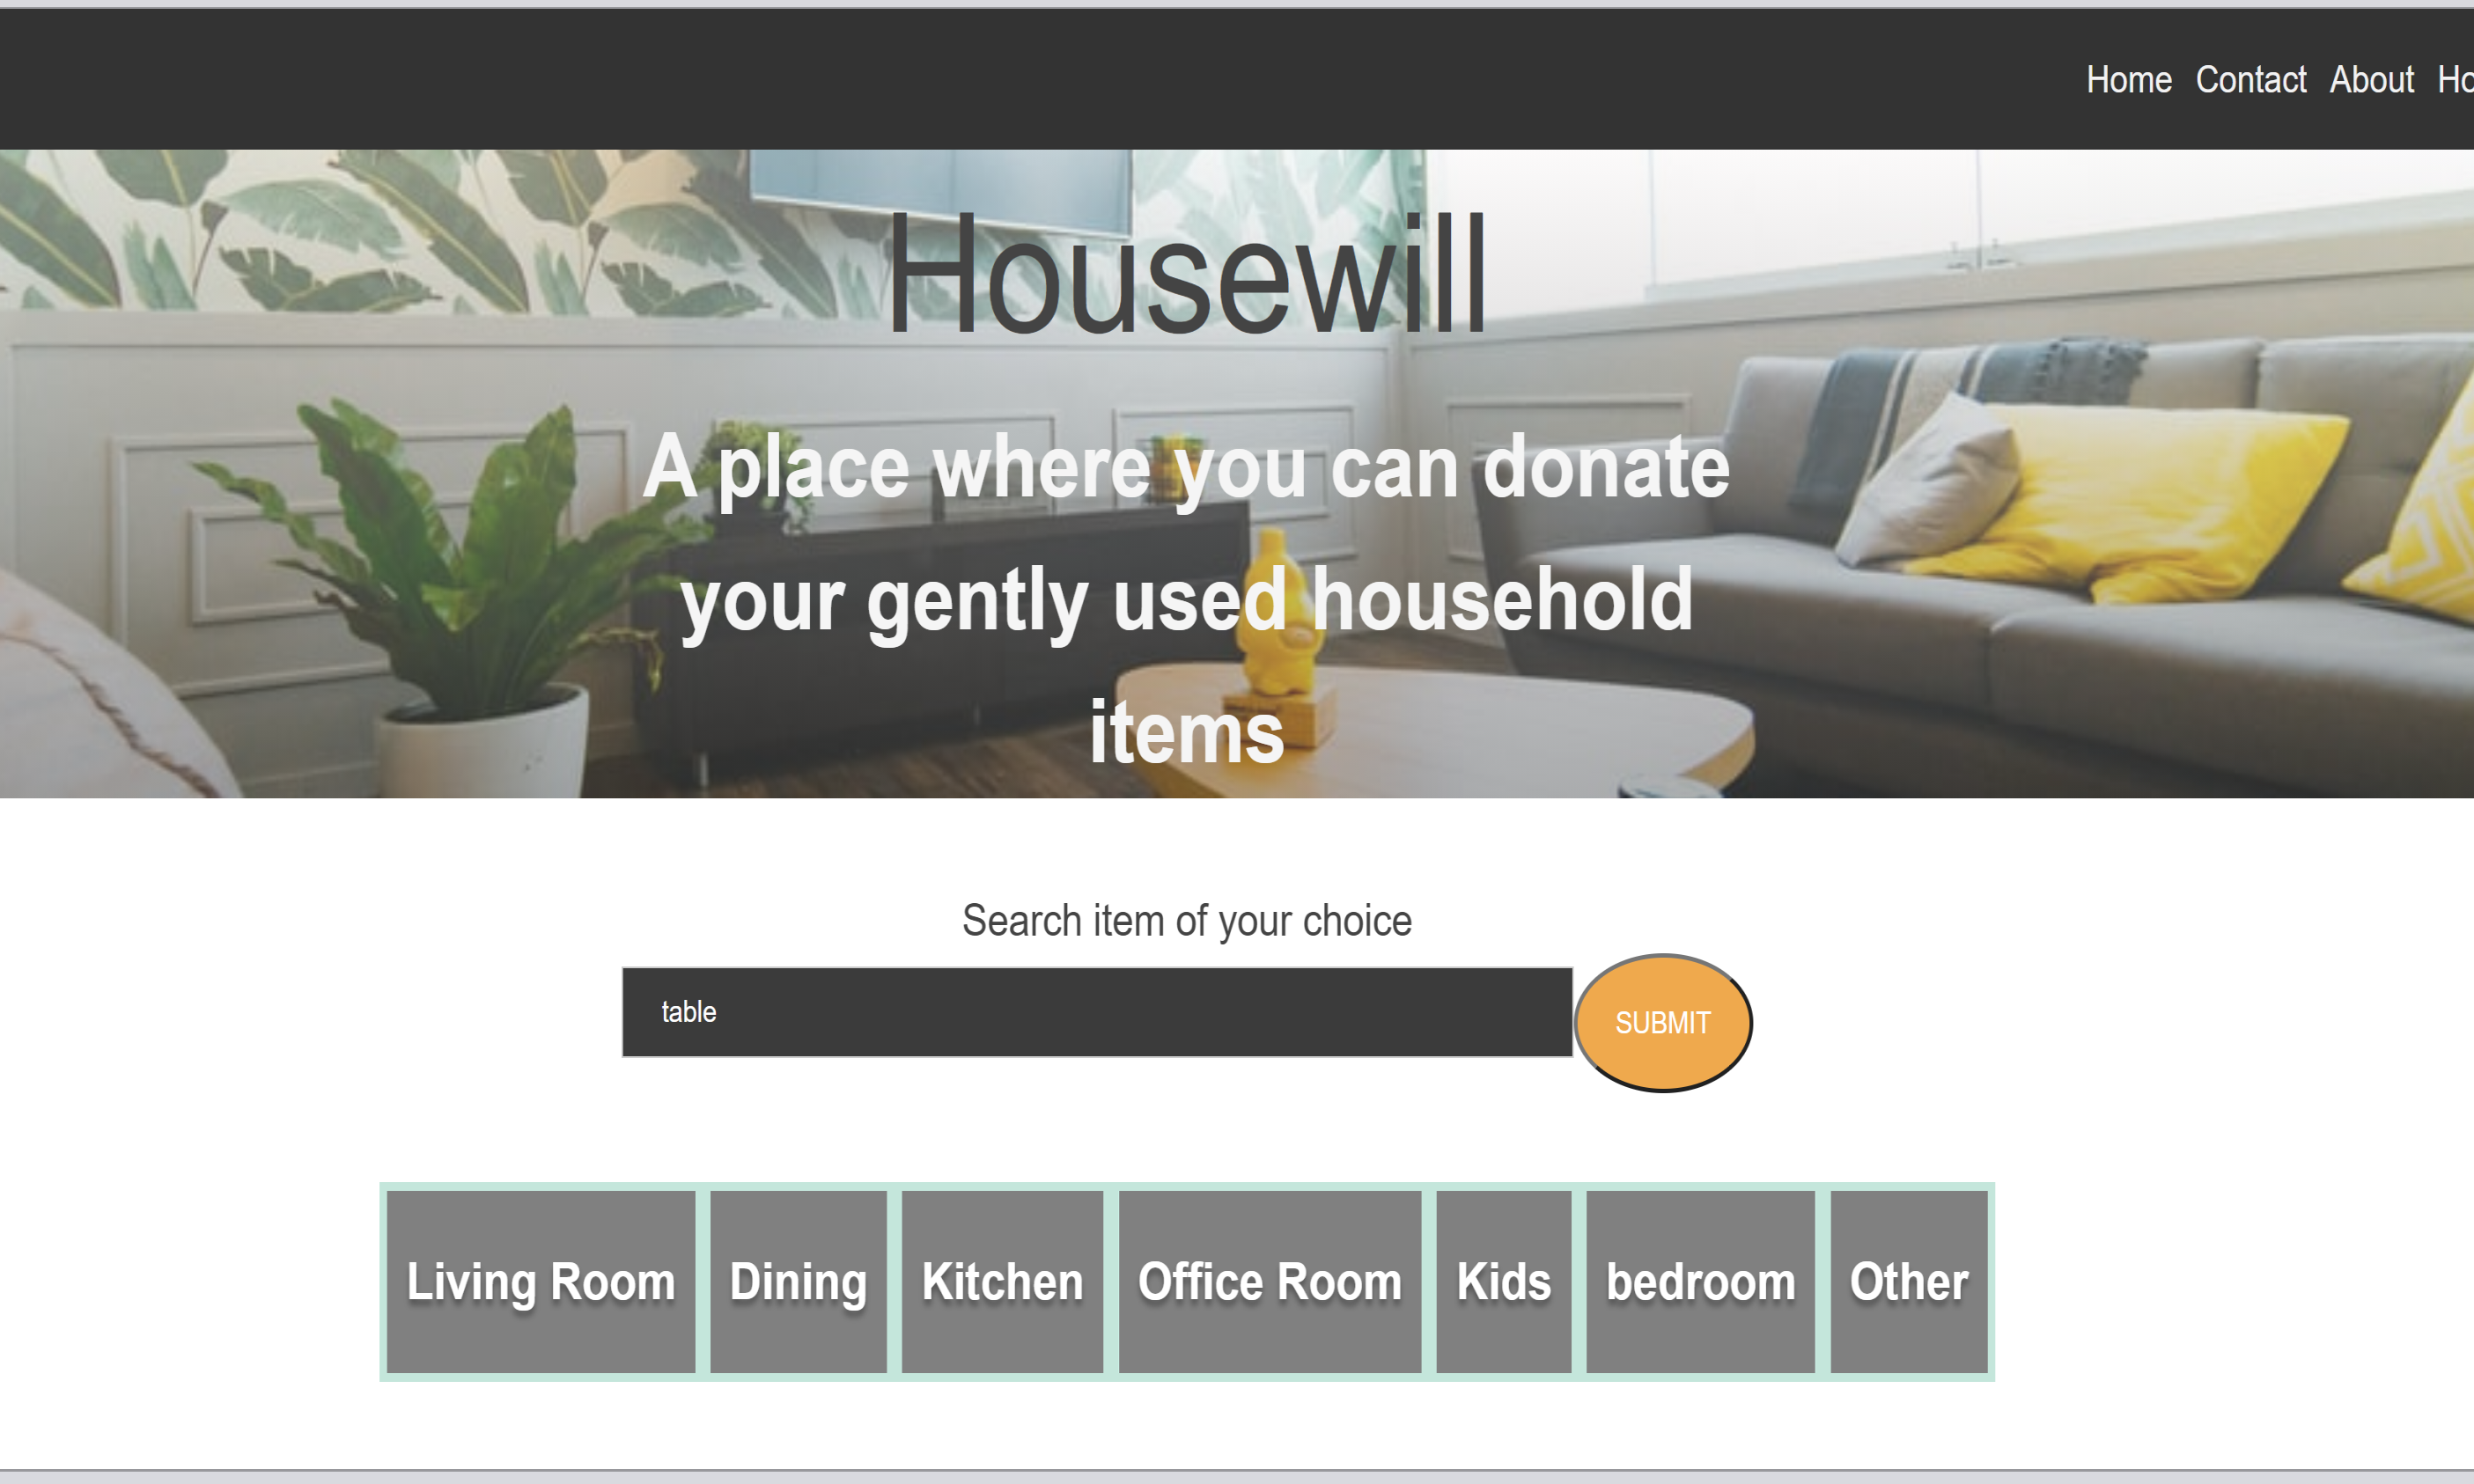 Home Contact About Ho
Housewill
A place where you can donate
your gently used household
items
Search item of your choice
table
SUBMIT
Living Room Dining Kitchen Office Room Kids bedroom Other